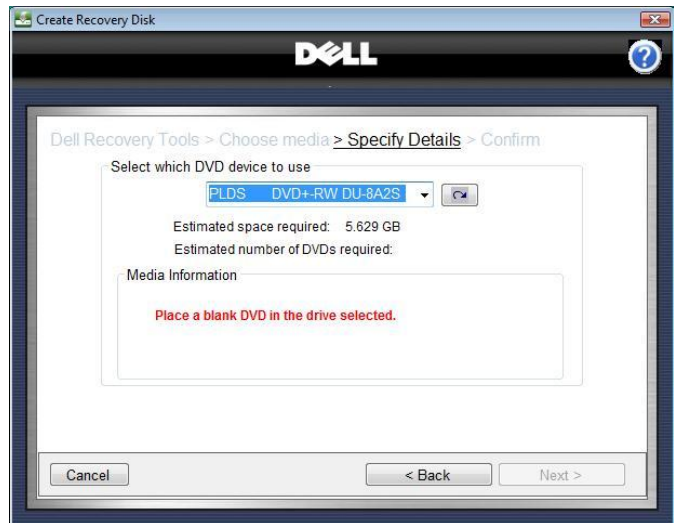 Create Recovery Disk
DELL
Dell Recovery Tools > Choose media > Specify Details > Confirm
Select which DVD device to use
PLDS DVD+-RW DU-8A2S
Estimated space required: 5.629 GB
Estimated number of DVDs required:
Media Information
Place a blank DVD in the drive selected.
Cancel
< Back
Next >